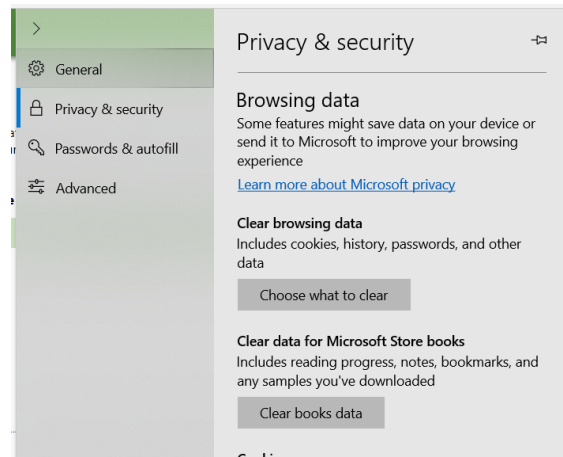 General
Privacy & security
Passwords & autofill
Advanced
Privacy & security
Browsing data
Some features might save data on your device or
send it to Microsoft to improve your browsing
experience
Learn more about Microsoft privacy
Clear browsing data
Includes cookies, history, passwords, and other
data
Choose what to clear
Clear data for Microsoft Store books
Includes reading progress, notes, bookmarks, and
any samples you've downloaded
Clear books data